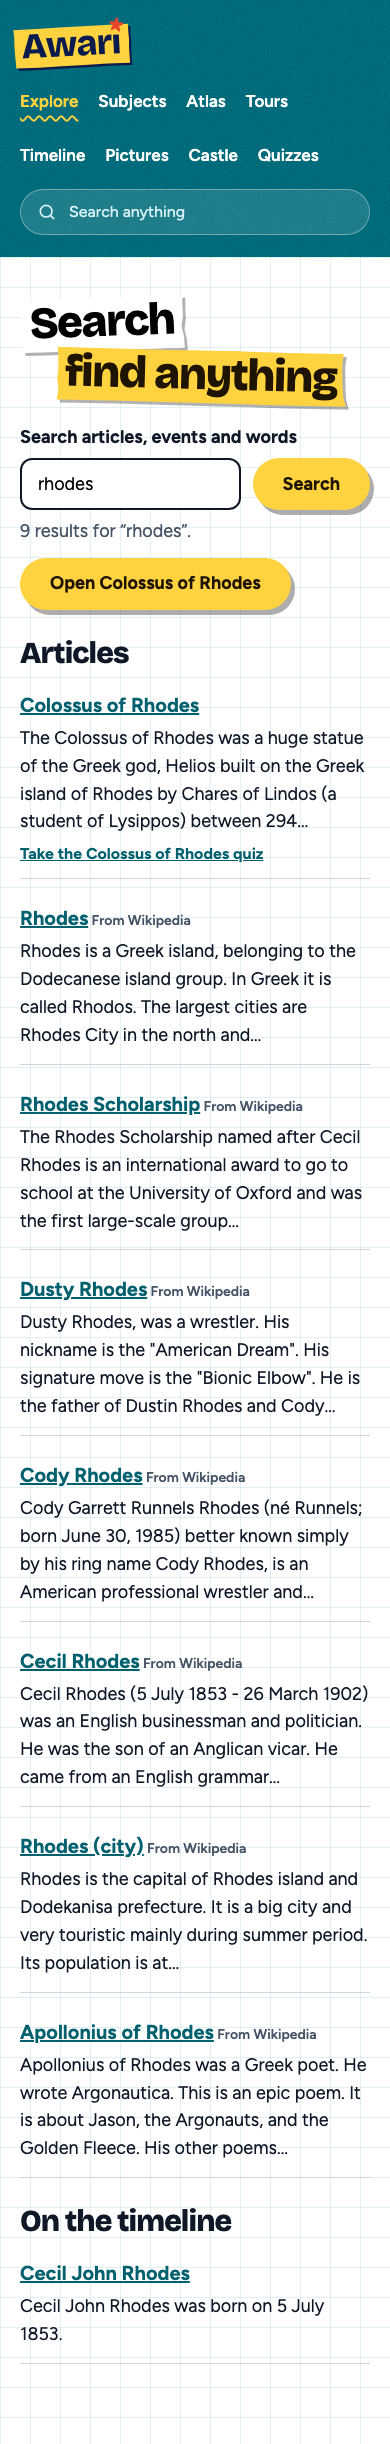 Awari
Explore Subjects Atlas Tours
Timeline Pictures Castle Quizzes
Search anything
Search
find anything
Search articles, events and words
rhodes
Search
9 results for “rhodes”.
Open Colossus of Rhodes
Articles
Colossus of Rhodes
The Colossus of Rhodes was a huge statue
of the Greek god, Helios built on the Greek
island of Rhodes by Chares of Lindos (a
student of Lysippos) between 294...
Take the Colossus of Rhodes quiz
Rhodes From Wikipedia
Rhodes is a Greek island, belonging to the
Dodecanese island group. In Greek it is
called Rhodos. The largest cities are
Rhodes City in the north and...
Rhodes Scholarship From Wikipedia
The Rhodes Scholarship named after Cecil
Rhodes is an international award to go to
school at the University of Oxford and was
the first large-scale group...
Dusty Rhodes From Wikipedia
Dusty Rhodes, was a wrestler. His
nickname is the "American Dream". His
signature move is the "Bionic Elbow". He is
the father of Dustin Rhodes and Cody...
Cody Rhodes From Wikipedia
Cody Garrett Runnels Rhodes (né Runnels;
born June 30, 1985) better known simply
by his ring name Cody Rhodes, is an
American professional wrestler and...
Cecil Rhodes From Wikipedia
Cecil Rhodes (5 July 1853 - 26 March 1902)
was an English businessman and politician.
He was the son of an Anglican vicar. He
came from an English grammar...
Rhodes (city) From Wikipedia
Rhodes is the capital of Rhodes island and
Dodekanisa prefecture. It is a big city and
very touristic mainly during summer period.
Its population is at...
Apollonius of Rhodes From Wikipedia
Apollonius of Rhodes was a Greek poet. He
wrote Argonautica. This is an epic poem. It
is about Jason, the Argonauts, and the
Golden Fleece. His other poems...
On the timeline
Cecil John Rhodes
Cecil John Rhodes was born on 5 July
1853.